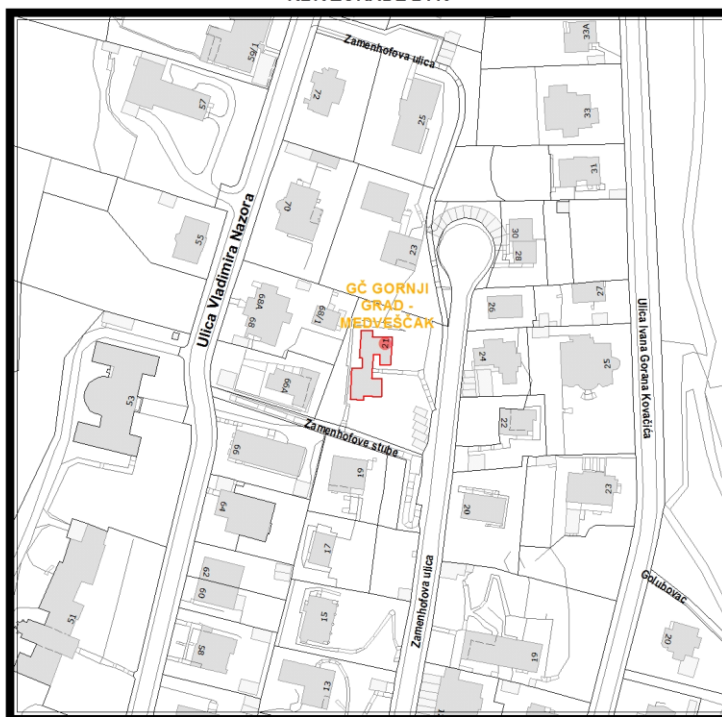 Zamenhofova ulica
59/1
33A
57
72
25
33
31
70
Ulica Vladimira Nazora
55
23
30
28
GČ GORNJI
GRAD -
MEDVEŠČAK
68A
68
68/1
27
26
21
Ulica Ivana Gorana Kovačića
24
25
66A
53
22
Zamenhofove stube
66
19
23
64
20
17
Zamenhofova ulica
62
60
Golubovac
51
15
58
19
20
13